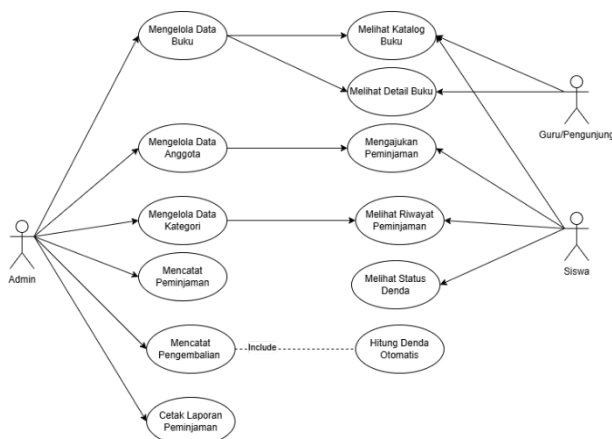 Mengelola Data
Buku
Melihat Katalog
Buku
Melihat Detail Buku
Guru/Pengunjung
Mengelola Data
Anggota
Mengajukan
Peminjaman
Mengelola Data
Kategori
Melihat Riwayat
Peminjaman
Admin
Siswa
Mencatat
Peminjaman
Melihat Status
Denda
Mencatat
Pengembalian
Include
Hitung Denda
Otomatis
Cetak Laporan
Peminjaman